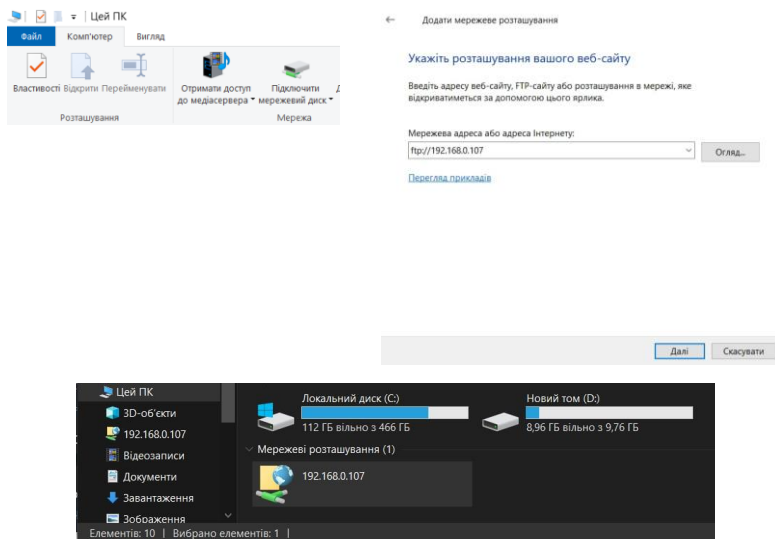 Цей ПК
Файл Комп'ютер Вигляд
Властивості Відкрити Перейменувати Отримати доступ до медіасервера Підключити мережевий диск
Розташування Мережа
Додати мережеве розташування
Укажіть розташування вашого веб-сайту
Введіть адресу веб-сайту, FTP-сайту або розташування в мережі, яке
відкриватиметься за допомогою цього ярлика.
Мережева адреса або адреса Інтернету:
ftp://192.168.0.107 Огляд...
Перегляд прикладів
Далі Скасувати
Цей ПК
3D-об'єкти
192.168.0.107
Відеозаписи
Документи
Завантаження
Зображення
Локальний диск (C:)
112 ГБ вільно з 466 ГБ
Новий том (D:)
8,96 ГБ вільно з 9,76 ГБ
Мережеві розташування (1)
192.168.0.107
Елементів: 10 | Вибрано елементів: 1 |